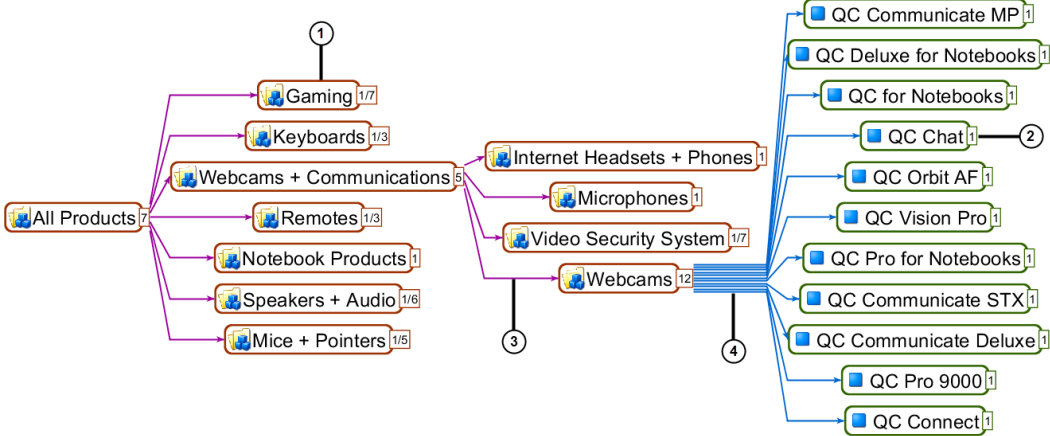 All Products 7
1
Gaming 1/7
Keyboards 1/3
Webcams + Communications 5
Remotes 1/3
Notebook Products 1
Speakers + Audio 1/6
Mice + Pointers 1/5
Internet Headsets + Phones 1
Microphones 1
Video Security System 1/7
Webcams 12
3
4
QC Communicate MP 1
QC Deluxe for Notebooks 1
QC for Notebooks 1
QC Chat 1
2
QC Orbit AF 1
QC Vision Pro 1
QC Pro for Notebooks 1
QC Communicate STX 1
QC Communicate Deluxe 1
QC Pro 9000 1
QC Connect 1